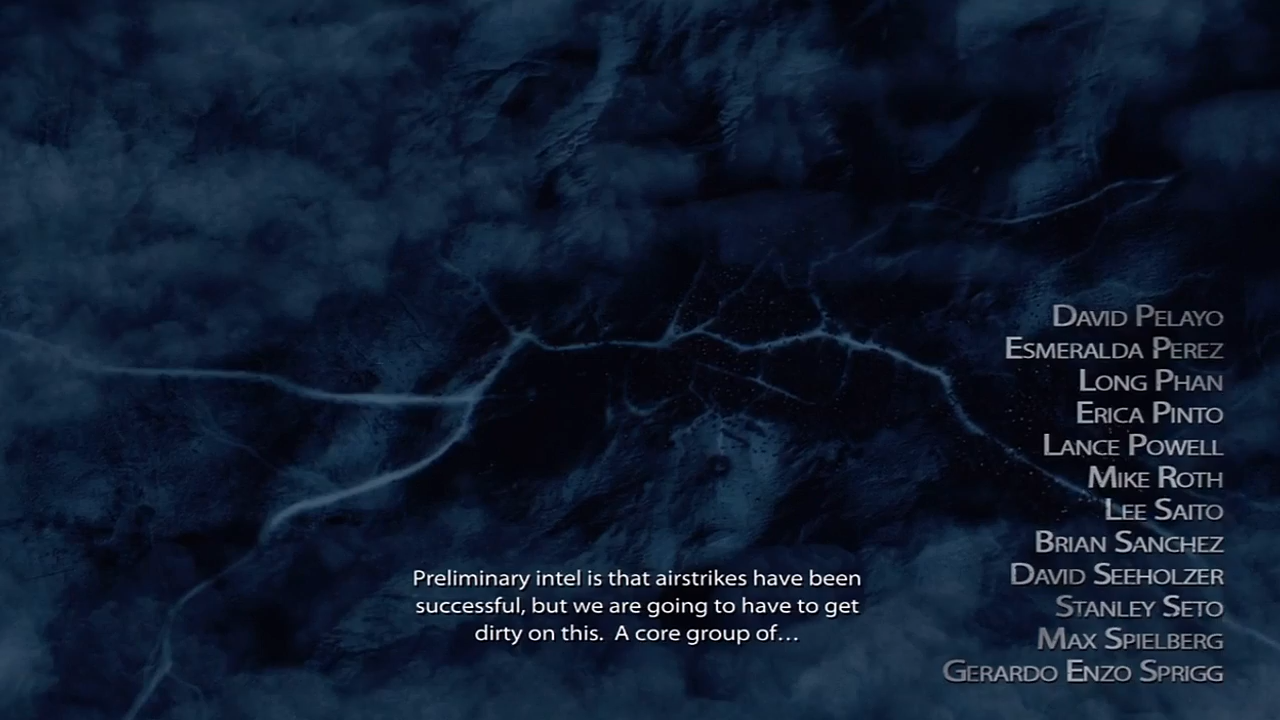 David Pelayo
Esmeralda Perez
Long Phan
Erica Pinto
Lance Powell
Mike Roth
Lee Saito
Brian Sanchez
David Seeholzer
Stanley Seto
Max Spielberg
Gerardo Enzo Sprigg
Preliminary intel is that airstrikes have been
successful, but we are going to have to get
dirty on this.  A core group of…